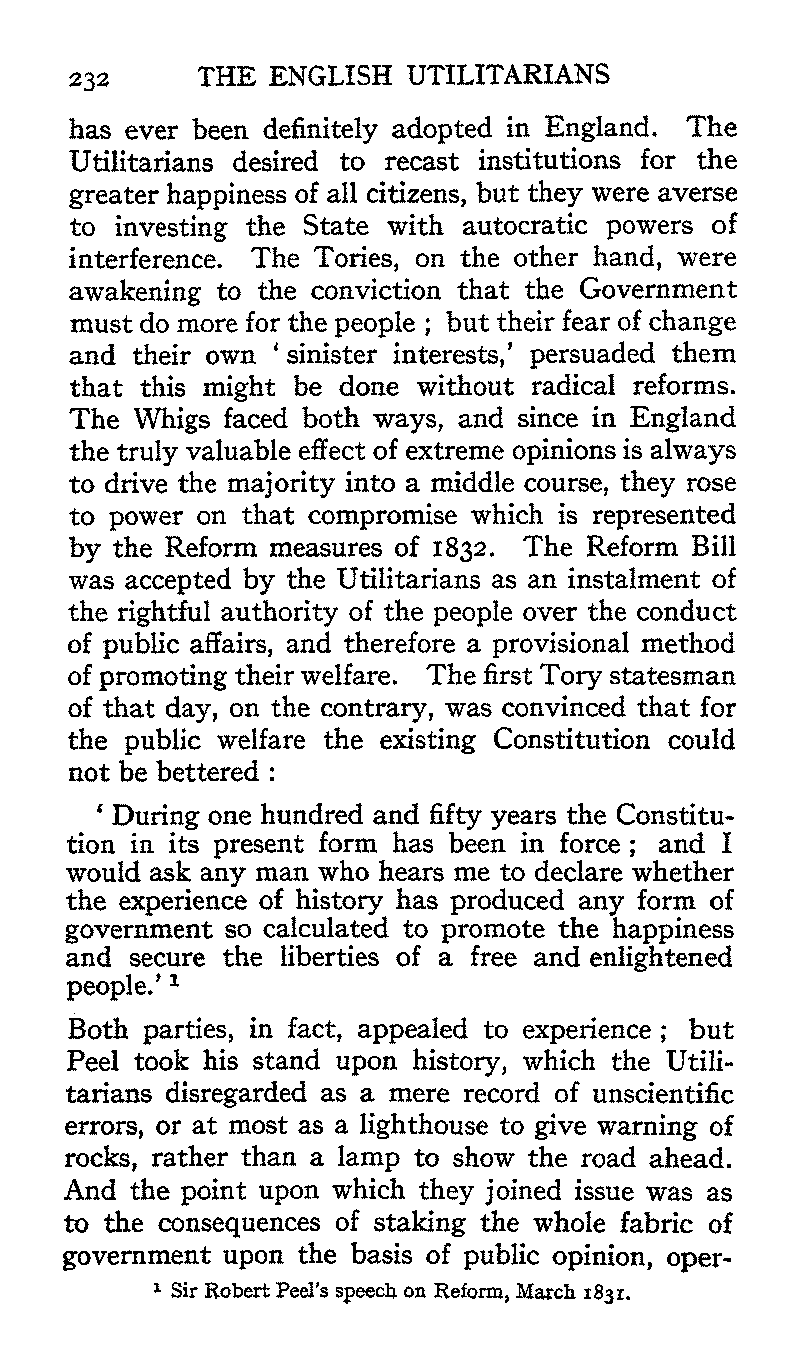 232 THE ENGLISH UTILITARIANS
has ever been definitely adopted in England. The
Utilitarians desired to recast institutions for the
greater happiness of all citizens, but they were averse
to investing the State with autocratic powers of
interference. The Tories, on the other hand, were
awakening to the conviction that the Government
must do more for the people ; but their fear of change
and their own ‘ sinister interests,’ persuaded them
that this might be done without radical reforms.
The Whigs faced both ways, and since in England
the truly valuable effect of extreme opinions is always
to drive the majority into a middle course, they rose
to power on that compromise which is represented
by the Reform measures of 1832. The Reform Bill
was accepted by the Utilitarians as an instalment of
the rightful authority of the people over the conduct
of public affairs, and therefore a provisional method
of promoting their welfare. The first Tory statesman
of that day, on the contrary, was convinced that for
the public welfare the existing Constitution could
not be bettered :
‘ During one hundred and fifty years the Constitu-
tion in its present form has been in force ; and I
would ask any man who hears me to declare whether
the experience of history has produced any form of
government so calculated to promote the happiness
and secure the liberties of a free and enlightened
people.’ 1
Both parties, in fact, appealed to experience ; but
Peel took his stand upon history, which the Utili-
tarians disregarded as a mere record of unscientific
errors, or at most as a lighthouse to give warning of
rocks, rather than a lamp to show the road ahead.
And the point upon which they joined issue was as
to the consequences of staking the whole fabric of
government upon the basis of public opinion, oper-
1 Sir Robert Peel's speech on Reform, March 1831.